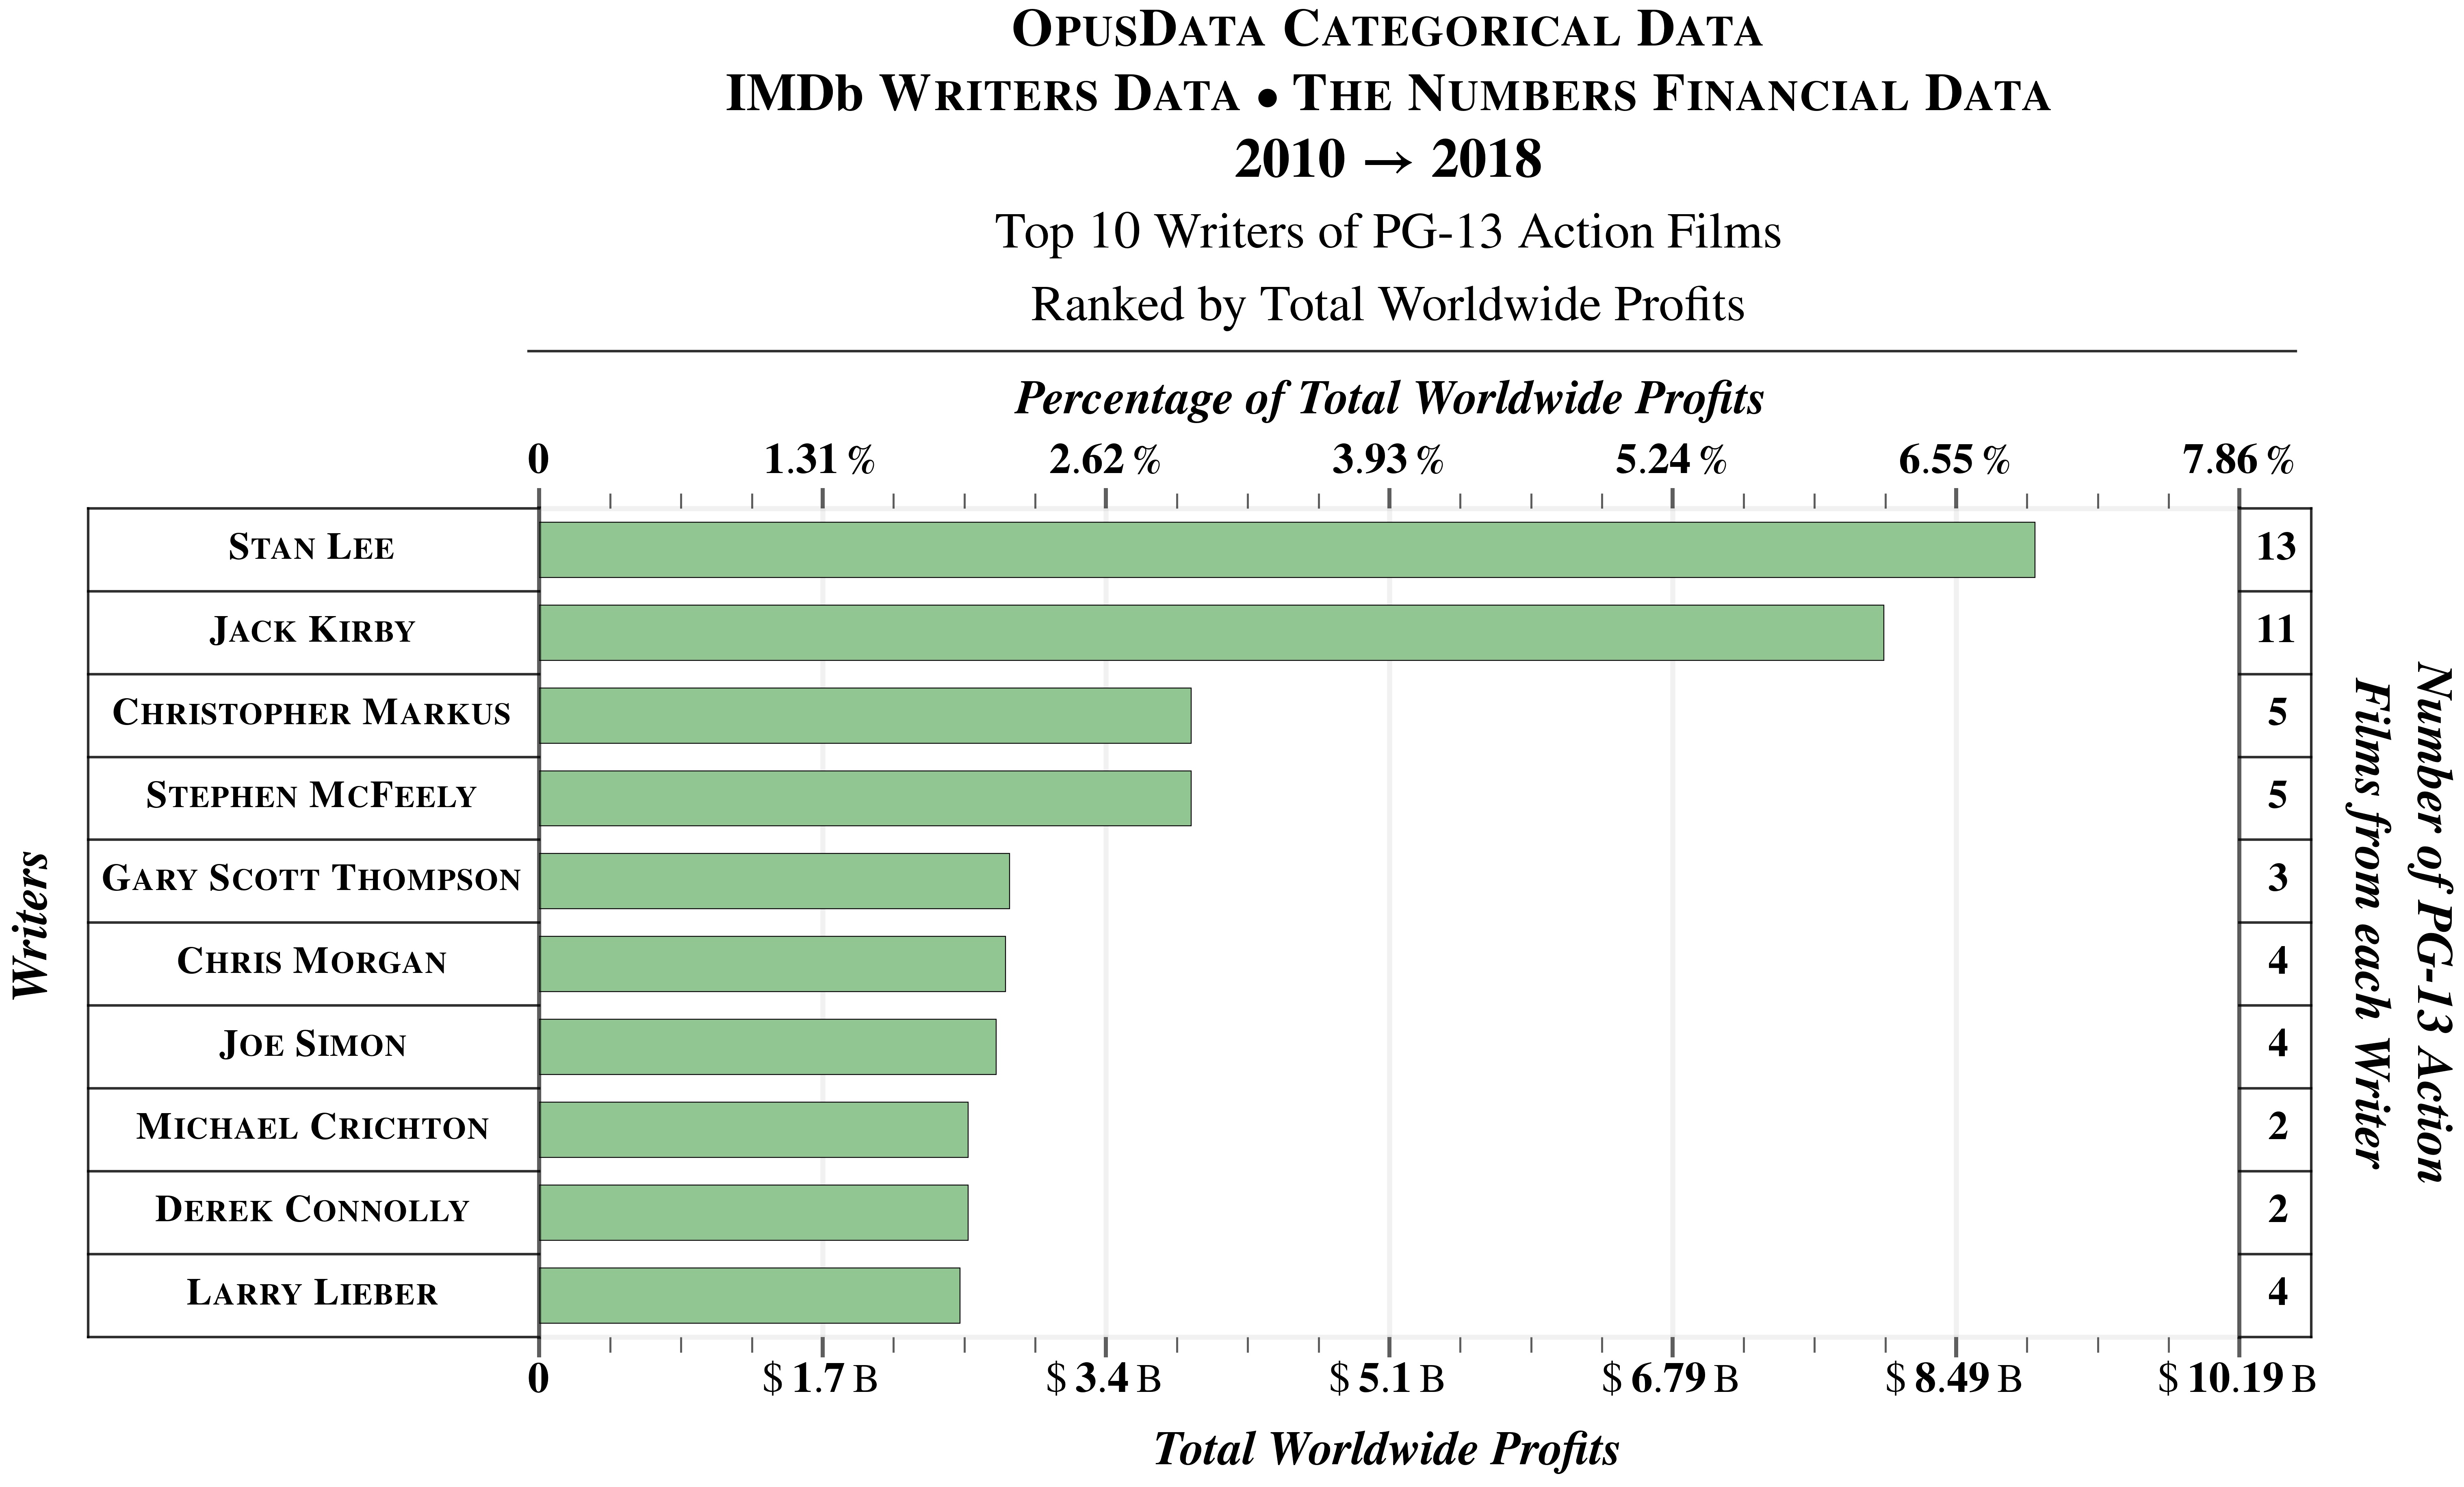 OpusData Categorical Data
IMDb Writers Data • The Numbers Financial Data
2010 → 2018
Top 10 Writers of PG-13 Action Films
Ranked by Total Worldwide Profits
Percentage of Total Worldwide Profits
0 1.31 % 2.62 % 3.93 % 5.24 % 6.55 % 7.86 %
Stan Lee 13
Jack Kirby 11
Christopher Markus 5
Stephen McFeely 5
Gary Scott Thompson 3
Chris Morgan 4
Joe Simon 4
Michael Crichton 2
Derek Connolly 2
Larry Lieber 4
Writers
Number of PG-13 Action
Films from each Writer
0 $ 1.7 B $ 3.4 B $ 5.1 B $ 6.79 B $ 8.49 B $ 10.19 B
Total Worldwide Profits